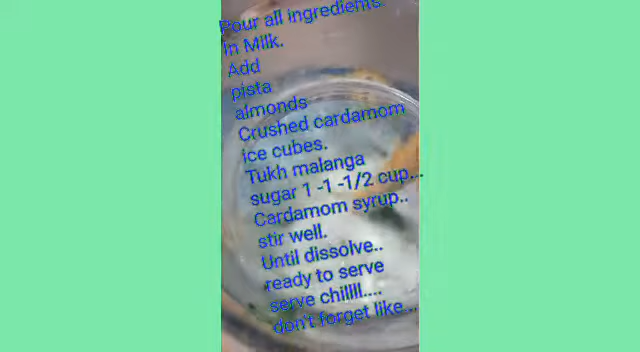 Pour all ingredients
In Milk.
Add
pista
almonds
Crushed cardamom
ice cubes.
Tukh malanga
sugar 1 -1 -1/2 cup...
Cardamom syrup..
stir well.
Until dissolve..
ready to serve
serve chilllll....
don't forget like...